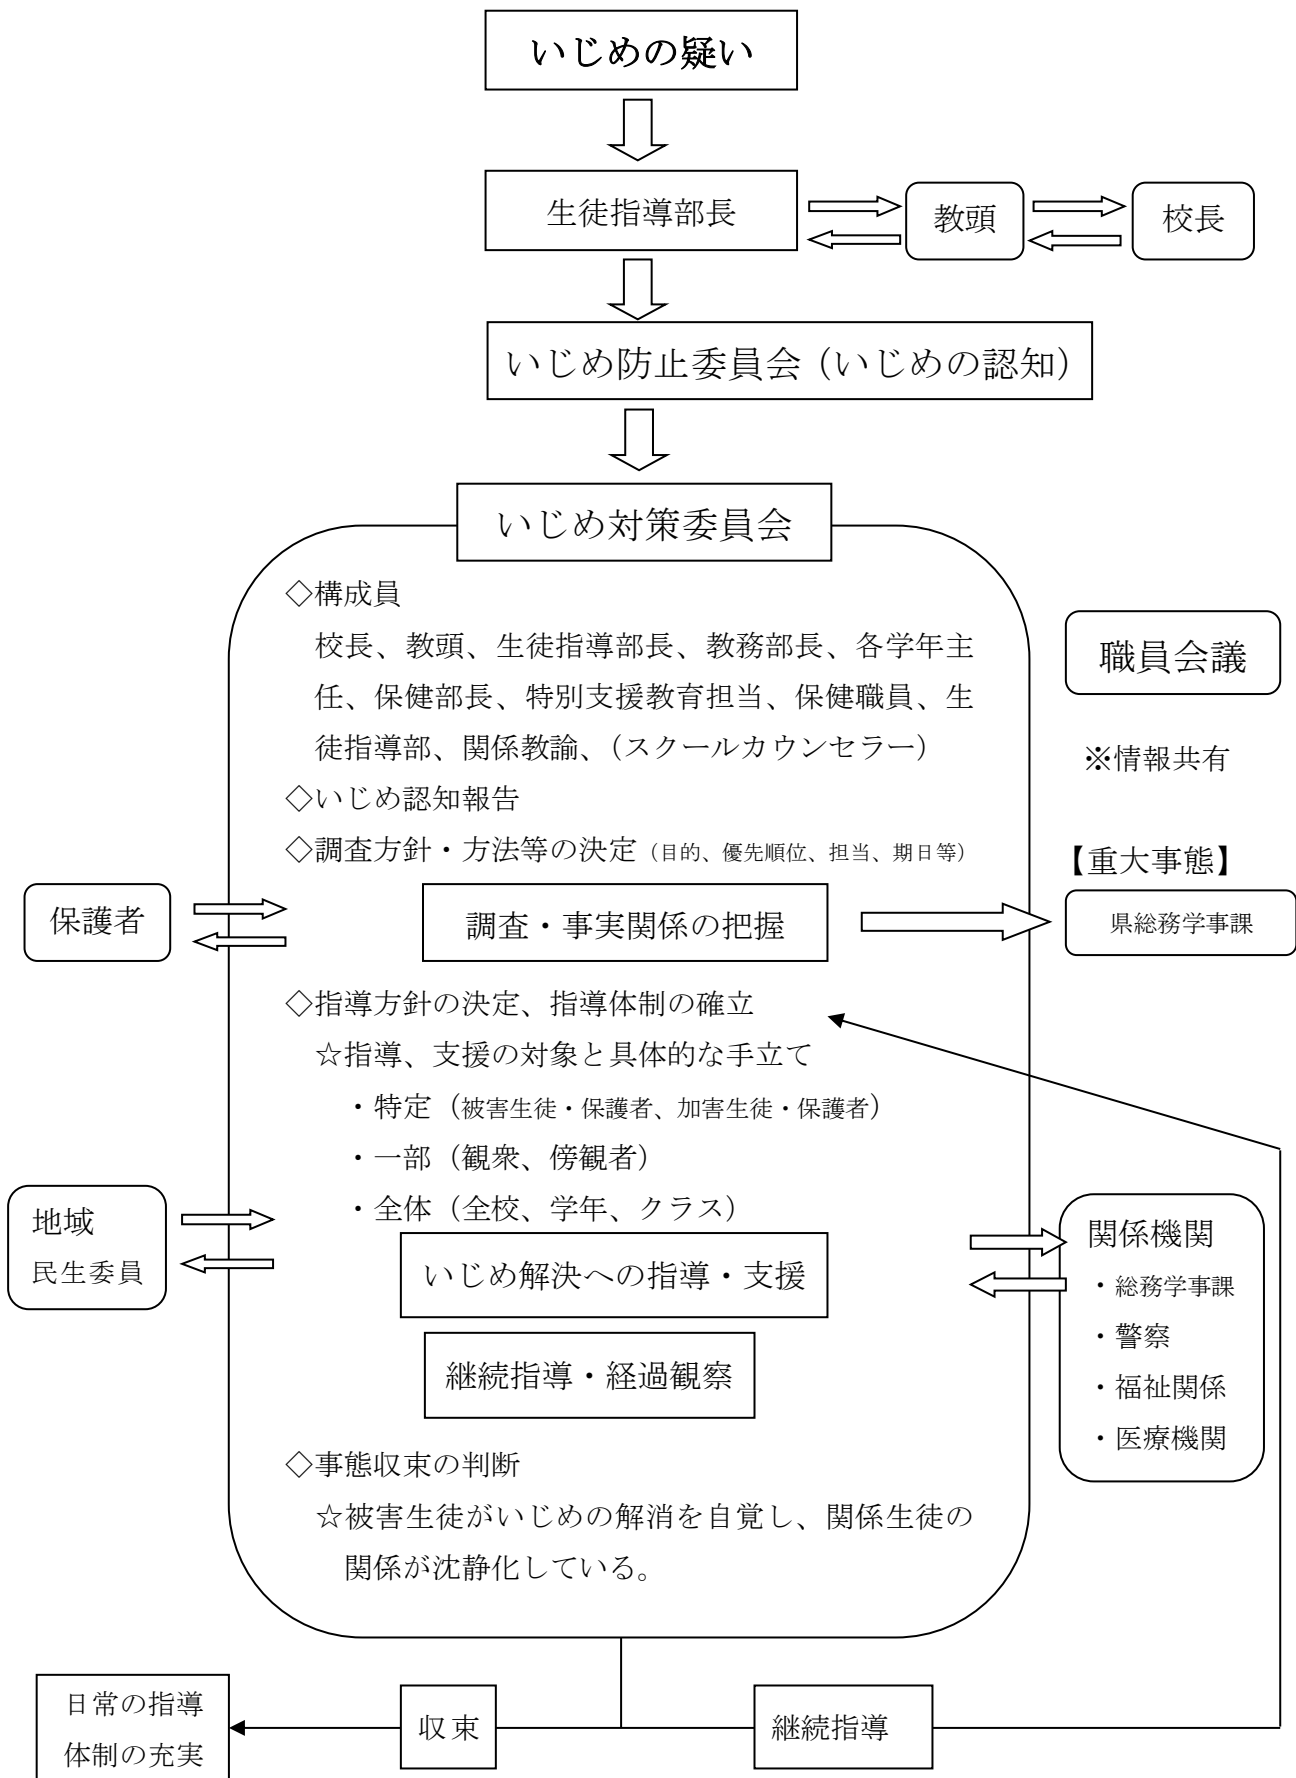 いじめの疑い
生徒指導部長
教頭
校長
いじめ防止委員会（いじめの認知）
いじめ対策委員会
◇構成員
校長、教頭、生徒指導部長、教務部長、各学年主
任、保健部長、特別支援教育担当、保健職員、生
徒指導部、関係教諭、（スクールカウンセラー）
◇いじめ認知報告
◇調査方針・方法等の決定（目的、優先順位、担当、期日等）
職員会議
※情報共有
【重大事態】
県総務学事課
保護者
調査・事実関係の把握
◇指導方針の決定、指導体制の確立
☆指導、支援の対象と具体的な手立て
・特定（被害生徒・保護者、加害生徒・保護者）
・一部（観衆、傍観者）
・全体（全校、学年、クラス）
地域
民生委員
いじめ解決への指導・支援
継続指導・経過観察
関係機関
・総務学事課
・警察
・福祉関係
・医療機関
◇事態収束の判断
☆被害生徒がいじめの解消を自覚し、関係生徒の
関係が沈静化している。
日常の指導
体制の充実
収束
継続指導